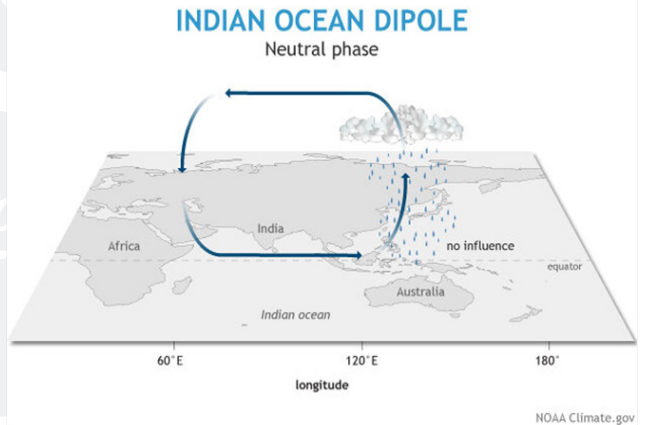 INDIAN OCEAN DIPOLE
Neutral phase
India
Africa
no influence
equator
Australia
Indian ocean
60°E
120°E
180°
longitude
NOAA Climate.gov